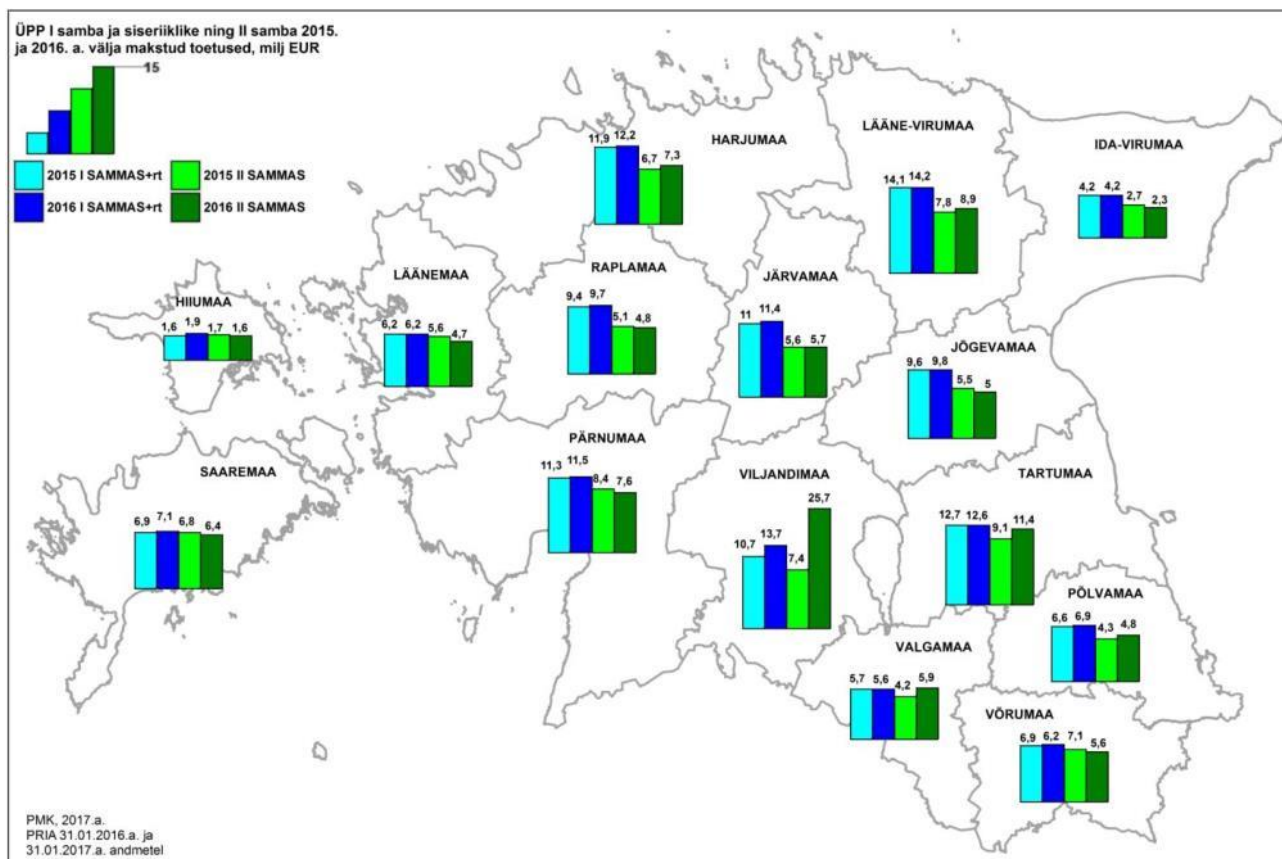 ÜPP I samba ja siseriiklike ning II samba 2015.
ja 2016. a. välja makstud toetused, milj EUR
15
2015 I SAMMAS+rt 2015 II SAMMAS
2016 I SAMMAS+rt 2016 II SAMMAS
HARJUMAA
11,9 12,2 6,7 7,3
LÄÄNE-VIRUMAA
14,1 14,2 7,8 8,9
IDA-VIRUMAA
4,2 4,2 2,7 2,3
HIIUMAA
1,6 1,9 1,7 1,6
LÄÄNEMAA
6,2 6,2 5,6 4,7
RAPLAMAA
9,4 9,7 5,1 4,8
JÄRVAMAA
11 11,4 5,6 5,7
JÕGEVAMAA
9,6 9,8 5,5 5
SAAREMAA
6,9 7,1 6,8 6,4
PÄRNUMAA
11,3 11,5 8,4 7,6
VILJANDIMAA
10,7 13,7 7,4 25,7
TARTUMAA
12,7 12,6 9,1 11,4
PÕLVAMAA
6,6 6,9 4,3 4,8
VALGAMAA
5,7 5,6 4,2 5,9
VÕRUMAA
6,9 6,2 7,1 5,6
PMK, 2017.a.
PRIA 31.01.2016.a. ja
31.01.2017.a. andmetel